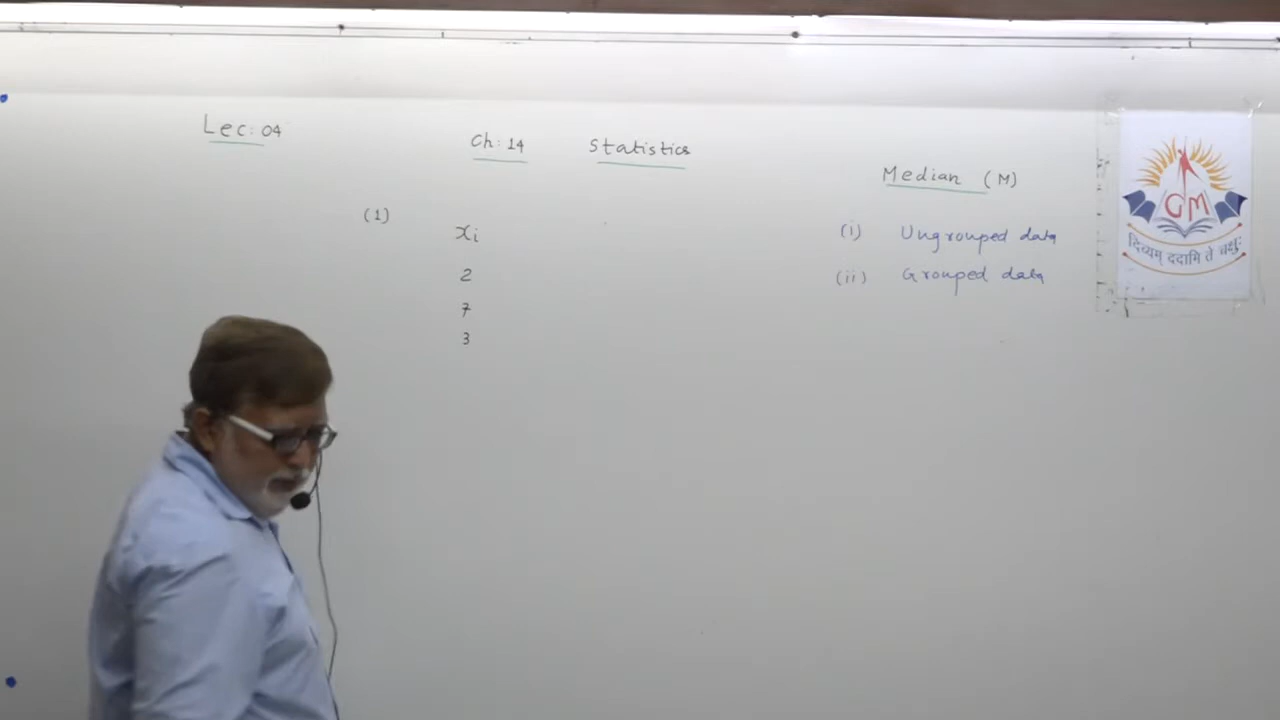 Lec: 04
Ch: 14 Statistics
Median (M)
(i) Ungrouped data
(ii) Grouped data
(1)
xi
2
7
3
GM
दिव्यम् ददामि ते चक्षुः